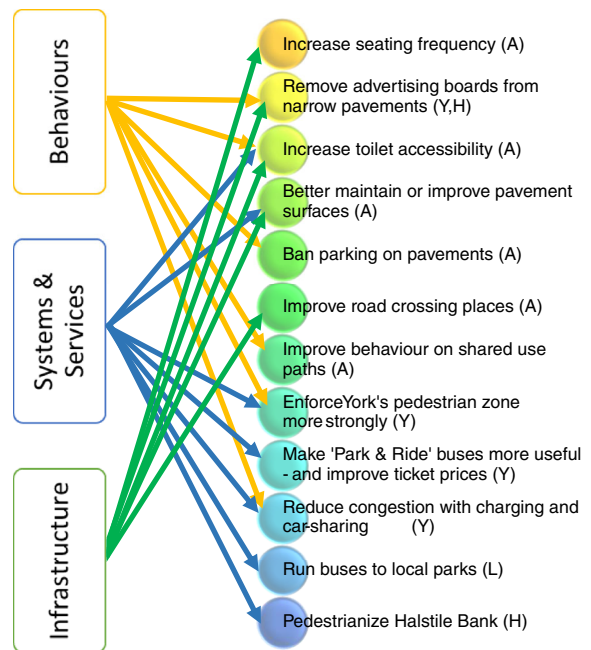 Behaviours
Systems &
Services
Infrastructure
Increase seating frequency (A)
Remove advertising boards from
narrow pavements (Y,H)
Increase toilet accessibility (A)
Better maintain or improve pavement
surfaces (A)
Ban parking on pavements (A)
Improve road crossing places (A)
Improve behaviour on shared use
paths (A)
EnforceYork's pedestrian zone
more strongly (Y)
Make 'Park & Ride' buses more useful
- and improve ticket prices (Y)
Reduce congestion with charging and
car-sharing (Y)
Run buses to local parks (L)
Pedestrianize Halstile Bank (H)